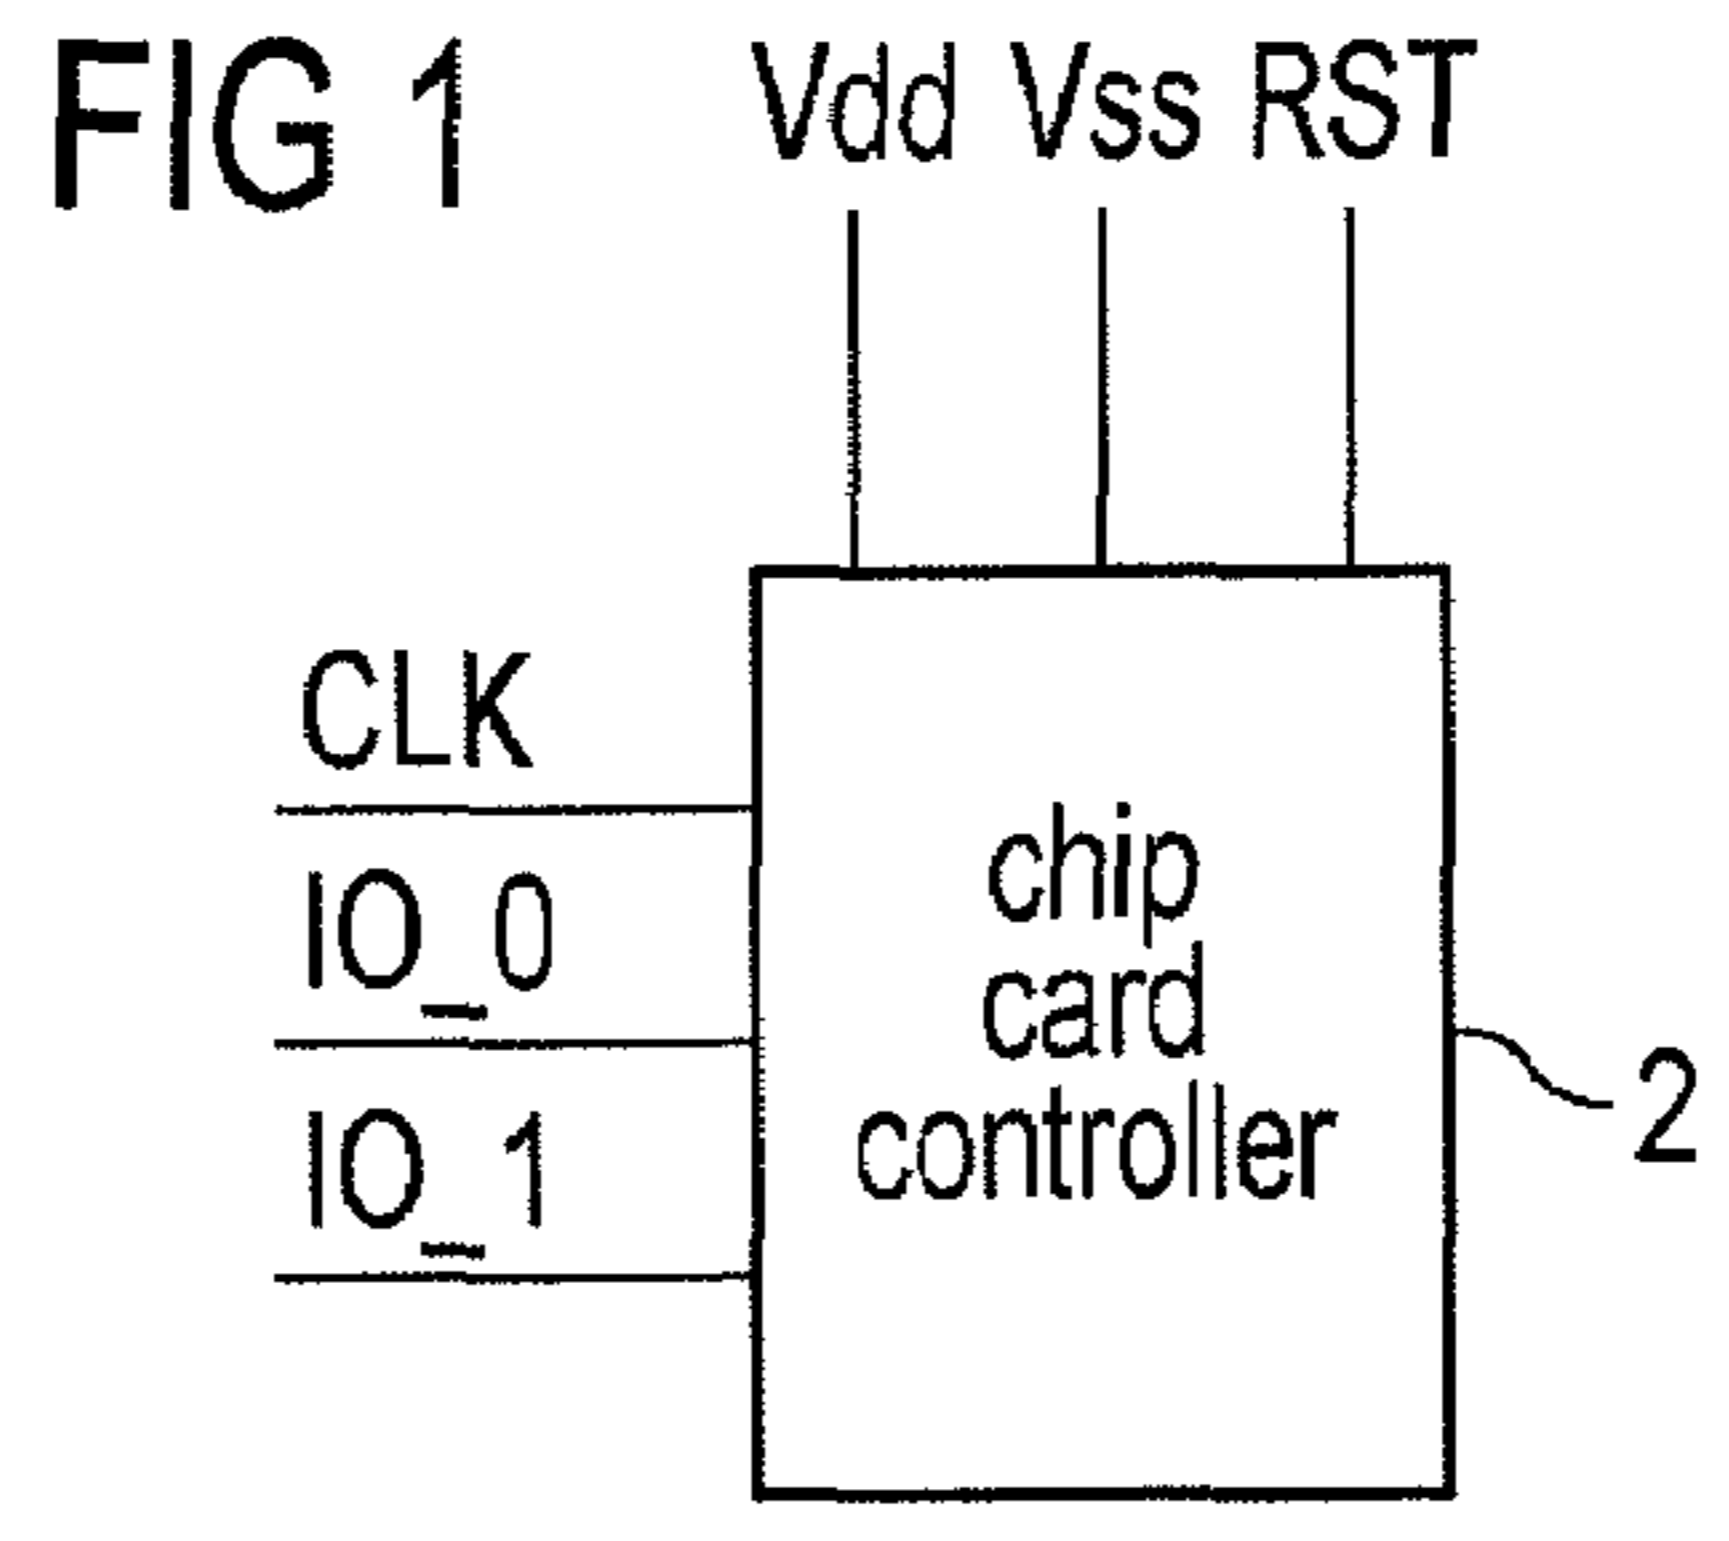 FIG 1
Vdd Vss RST
CLK
IO_0
IO_1
chip
card
controller
2